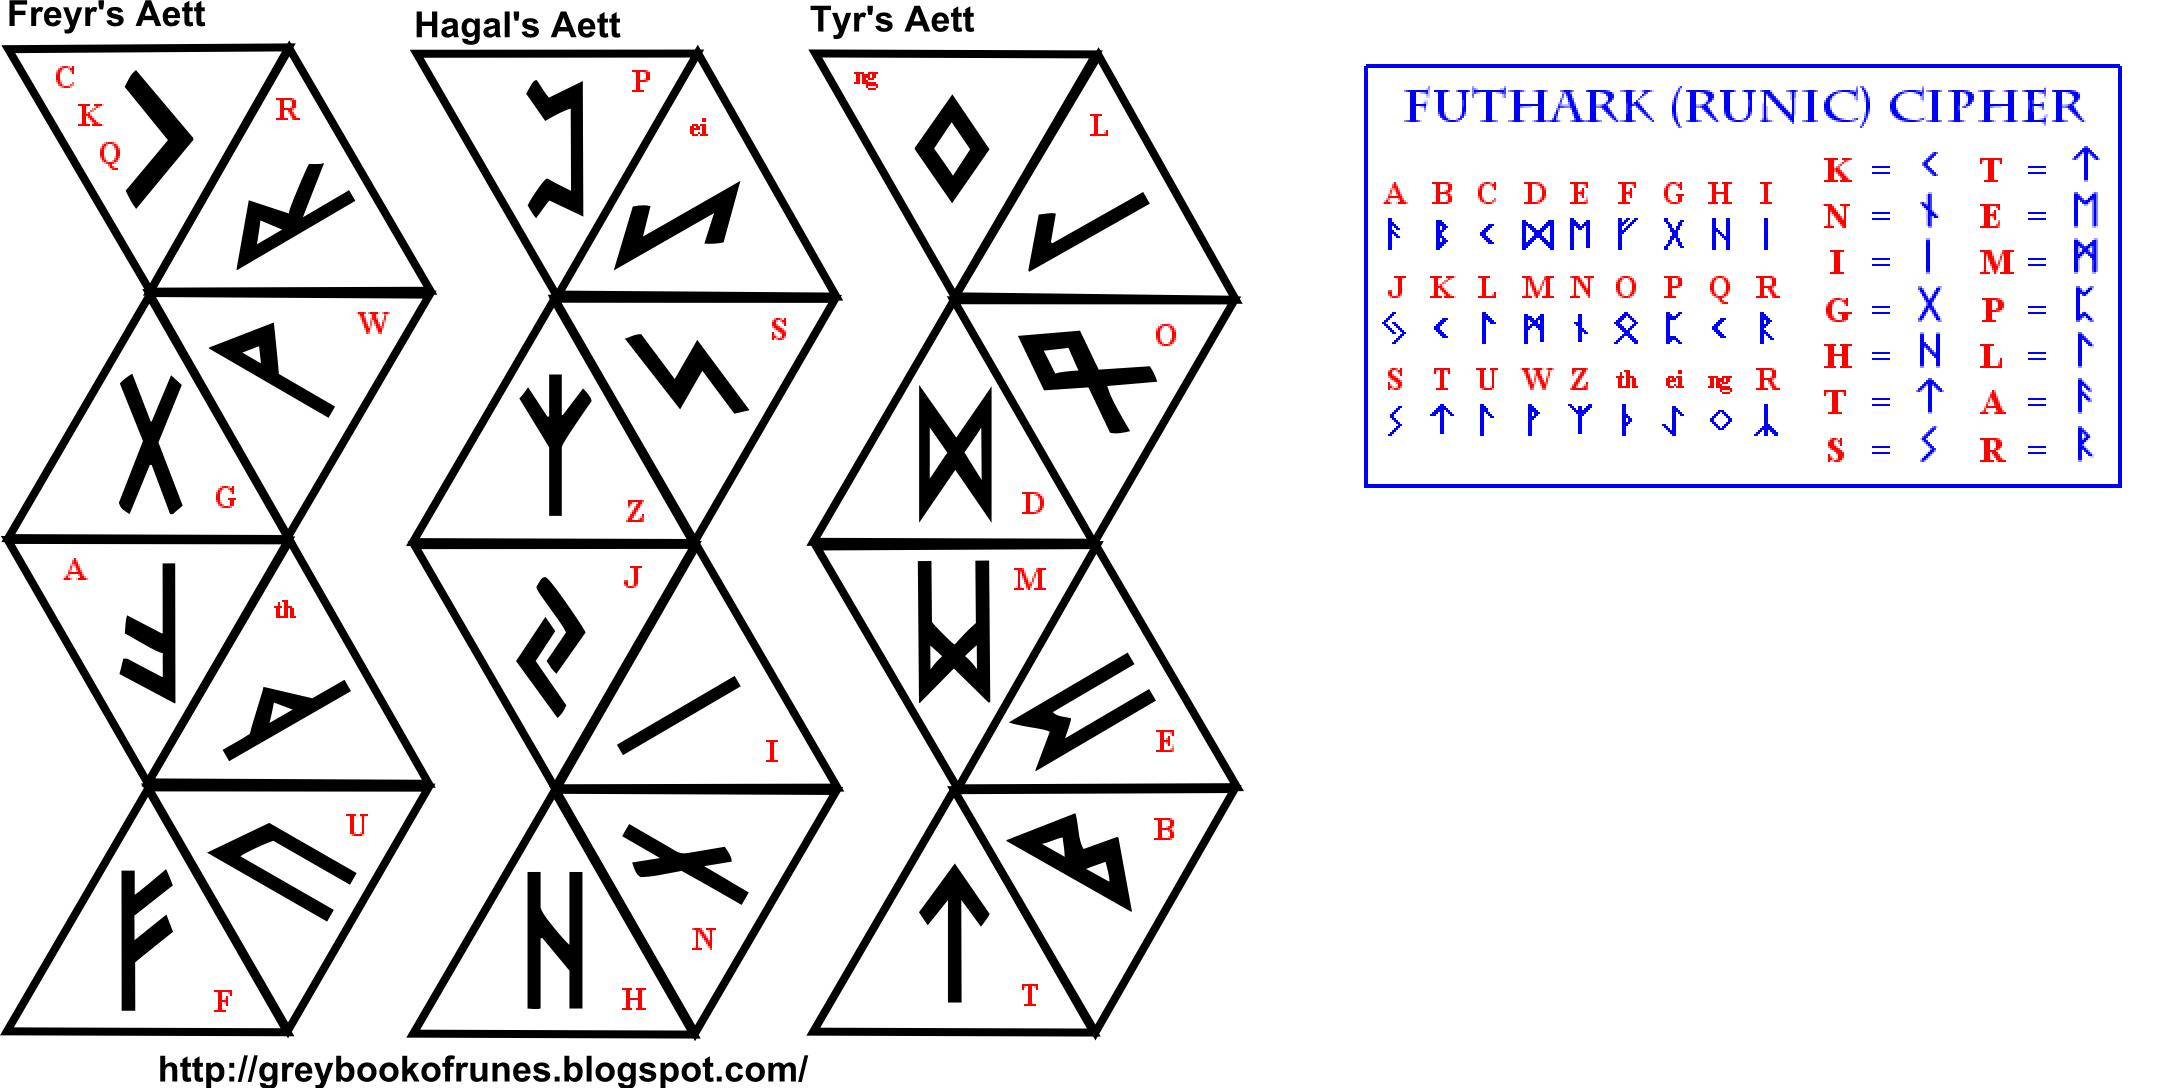 Freyr's Aett
Hagal's Aett
Tyr's Aett
C
K
Q
ᚲ
R
ᚱ
W
ᚹ
G
ᚷ
A
ᚨ
th
ᚦ
U
ᚢ
F
ᚠ
P
ᛈ
ei
ᛇ
S
ᛊ
Z
ᛉ
J
ᛃ
I
ᛁ
N
ᚾ
H
ᚺ
ng
ᛜ
L
ᛚ
O
ᛟ
D
ᛞ
M
ᛗ
E
ᛖ
B
ᛒ
T
ᛏ
http://greybookofrunes.blogspot.com/
FUTHARK (RUNIC) CIPHER
A B C D E F G H I
ᚨ ᛒ ᚲ ᛞ ᛖ ᚠ ᚷ ᚺ ᛁ
J K L M N O P Q R
ᛃ ᚲ ᛚ ᛗ ᚾ ᛟ ᛈ ᚲ ᚱ
S T U W Z th ei ng R
ᛊ ᛏ ᛚ ᚹ ᛉ ᚦ ᛇ ᛜ ᛦ
K = ᚲ T = ᛏ
N = ᚾ E = ᛖ
I = ᛁ M = ᛗ
G = ᚷ P = ᛈ
H = ᚺ L = ᛚ
T = ᛏ A = ᚨ
S = ᛊ R = ᚱ